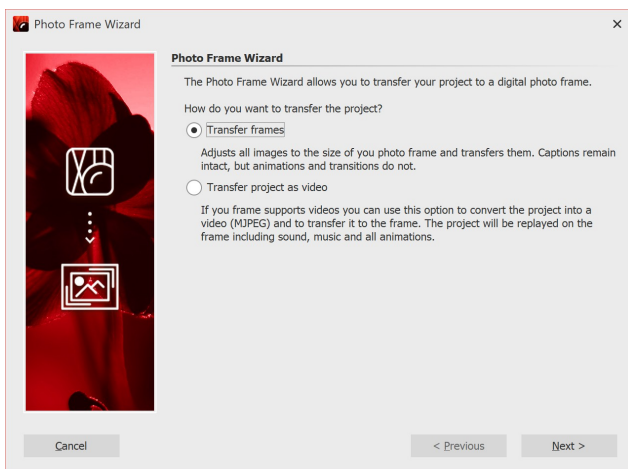 Photo Frame Wizard
Photo Frame Wizard
The Photo Frame Wizard allows you to transfer your project to a digital photo frame.
How do you want to transfer the project?
Transfer frames
Adjusts all images to the size of you photo frame and transfers them. Captions remain
intact, but animations and transitions do not.
Transfer project as video
If you frame supports videos you can use this option to convert the project into a
video (MJPEG) and to transfer it to the frame. The project will be replayed on the
frame including sound, music and all animations.
Cancel
< Previous
Next >